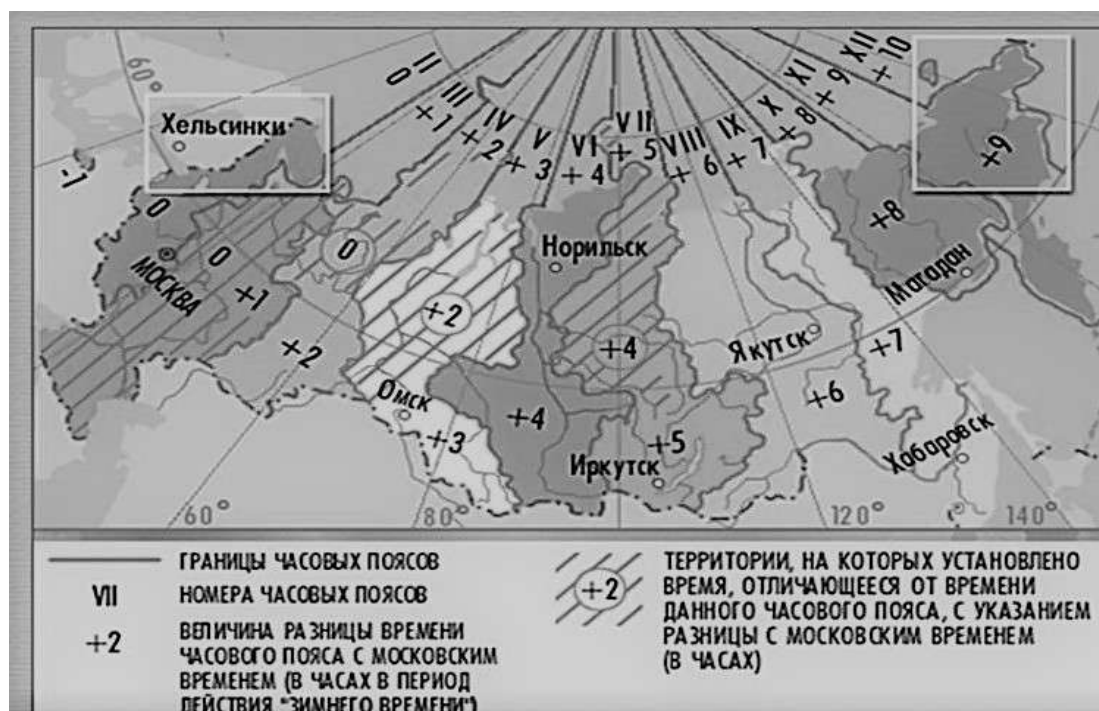 II III IV V VI VII VIII IX X XI XII
0 +1 +2 +3 +4 +5 +6 +7 +8 +9 +10
60°
Хельсинки
-1
0
МОСКВА
0
+1
0
+2
+2
Омск
+3
Норильск
+4
+4
Иркутск
+5
Якутск
+6
+7
Хабаровск
+8
Магадан
+9
60°
80°
120°
140°
ГРАНИЦЫ ЧАСОВЫХ ПОЯСОВ
VII НОМЕРА ЧАСОВЫХ ПОЯСОВ
+2 ВЕЛИЧИНА РАЗНИЦЫ ВРЕМЕНИ
ЧАСОВОГО ПОЯСА С МОСКОВСКИМ
ВРЕМЕНЕМ (В ЧАСАХ В ПЕРИОД
ДЕЙСТВИЯ "ЗИМНЕГО ВРЕМЕНИ")
+2 ТЕРРИТОРИИ, НА КОТОРЫХ УСТАНОВЛЕНО
ВРЕМЯ, ОТЛИЧАЮЩЕЕСЯ ОТ ВРЕМЕНИ
ДАННОГО ЧАСОВОГО ПОЯСА, С УКАЗАНИЕМ
РАЗНИЦЫ С МОСКОВСКИМ ВРЕМЕНЕМ
(В ЧАСАХ)